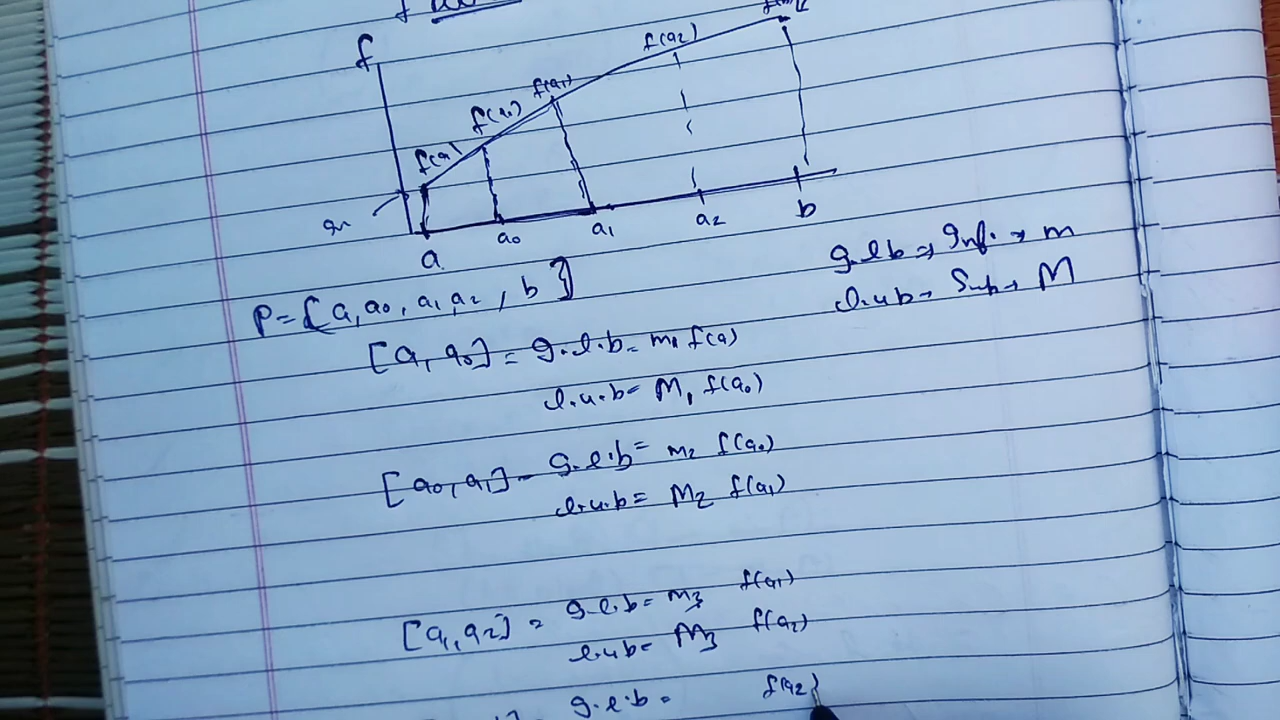 f
f(a2)
f(a1)
f(a0)
f(a)
a a0 a1 a2 b
g.l.b → Inf. → m
l.u.b → Sup → M
P = {a, a0, a1, a2, b}
[a, a0] = g.l.b = m1 f(a)
l.u.b = M1 f(a0)
[a0, a1] - g.l.b = m2 f(a0)
l.u.b = M2 f(a1)
[a1, a2] = g.l.b = m3 f(a1)
l.u.b = M3 f(a2)
g.l.b = f(a2)